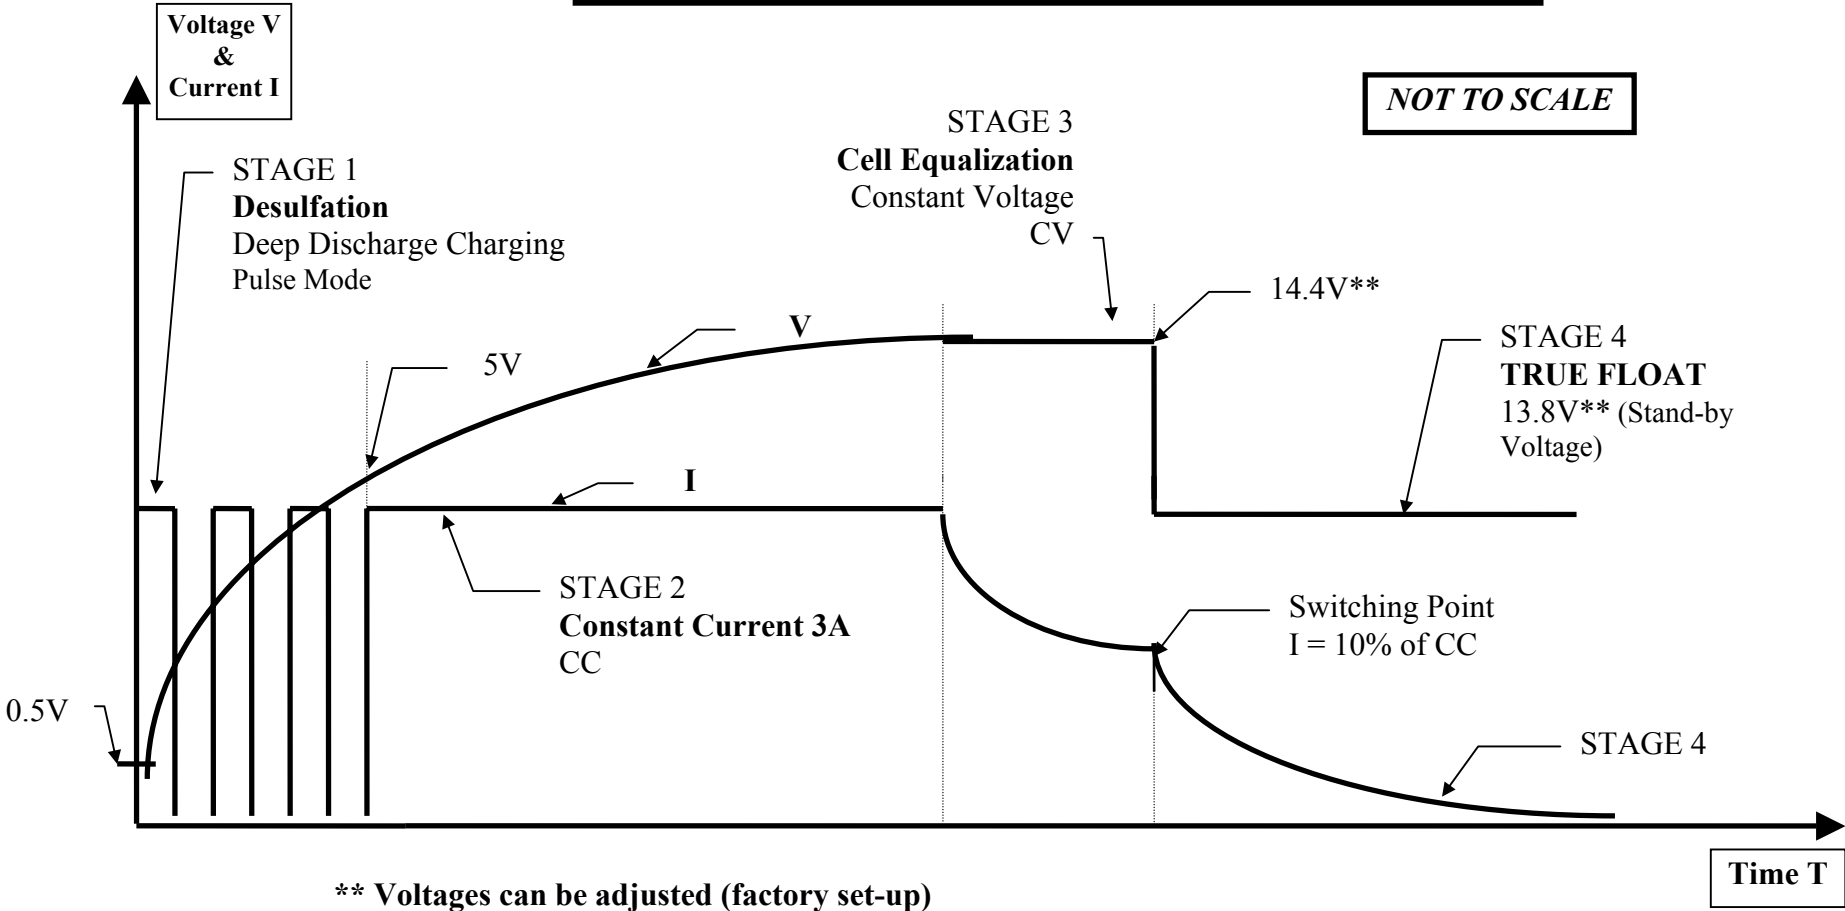 Voltage V
&
Current I
NOT TO SCALE
STAGE 1
Desulfation
Deep Discharge Charging
Pulse Mode
STAGE 3
Cell Equalization
Constant Voltage
CV
14.4V**
V
5V
STAGE 4
TRUE FLOAT
13.8V** (Stand-by
Voltage)
I
STAGE 2
Constant Current 3A
CC
Switching Point
I = 10% of CC
0.5V
STAGE 4
Time T
** Voltages can be adjusted (factory set-up)